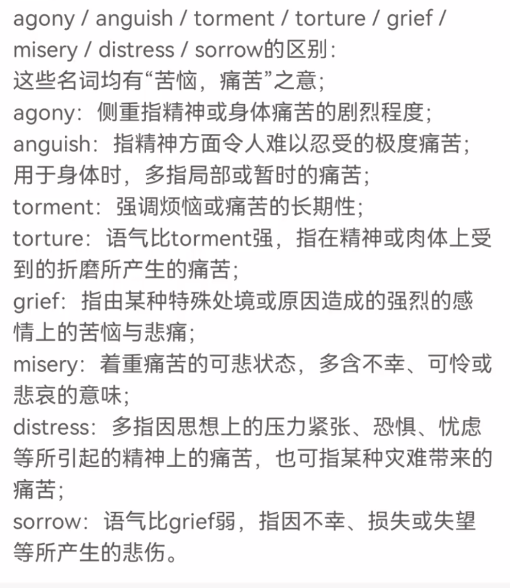 agony / anguish / torment / torture / grief /
misery / distress / sorrow的区别：
这些名词均有“苦恼，痛苦”之意；
agony：侧重指精神或身体痛苦的剧烈程度；
anguish：指精神方面令人难以忍受的极度痛苦；
用于身体时，多指局部或暂时的痛苦；
torment：强调烦恼或痛苦的长期性；
torture：语气比torment强，指在精神或肉体上受
到的折磨所产生的痛苦；
grief：指由某种特殊处境或原因造成的强烈的感
情上的苦恼与悲痛；
misery：着重痛苦的可悲状态，多含不幸、可怜或
悲哀的意味；
distress：多指因思想上的压力紧张、恐惧、忧虑
等所引起的精神上的痛苦，也可指某种灾难带来的
痛苦；
sorrow：语气比grief弱，指因不幸、损失或失望
等所产生的悲伤。